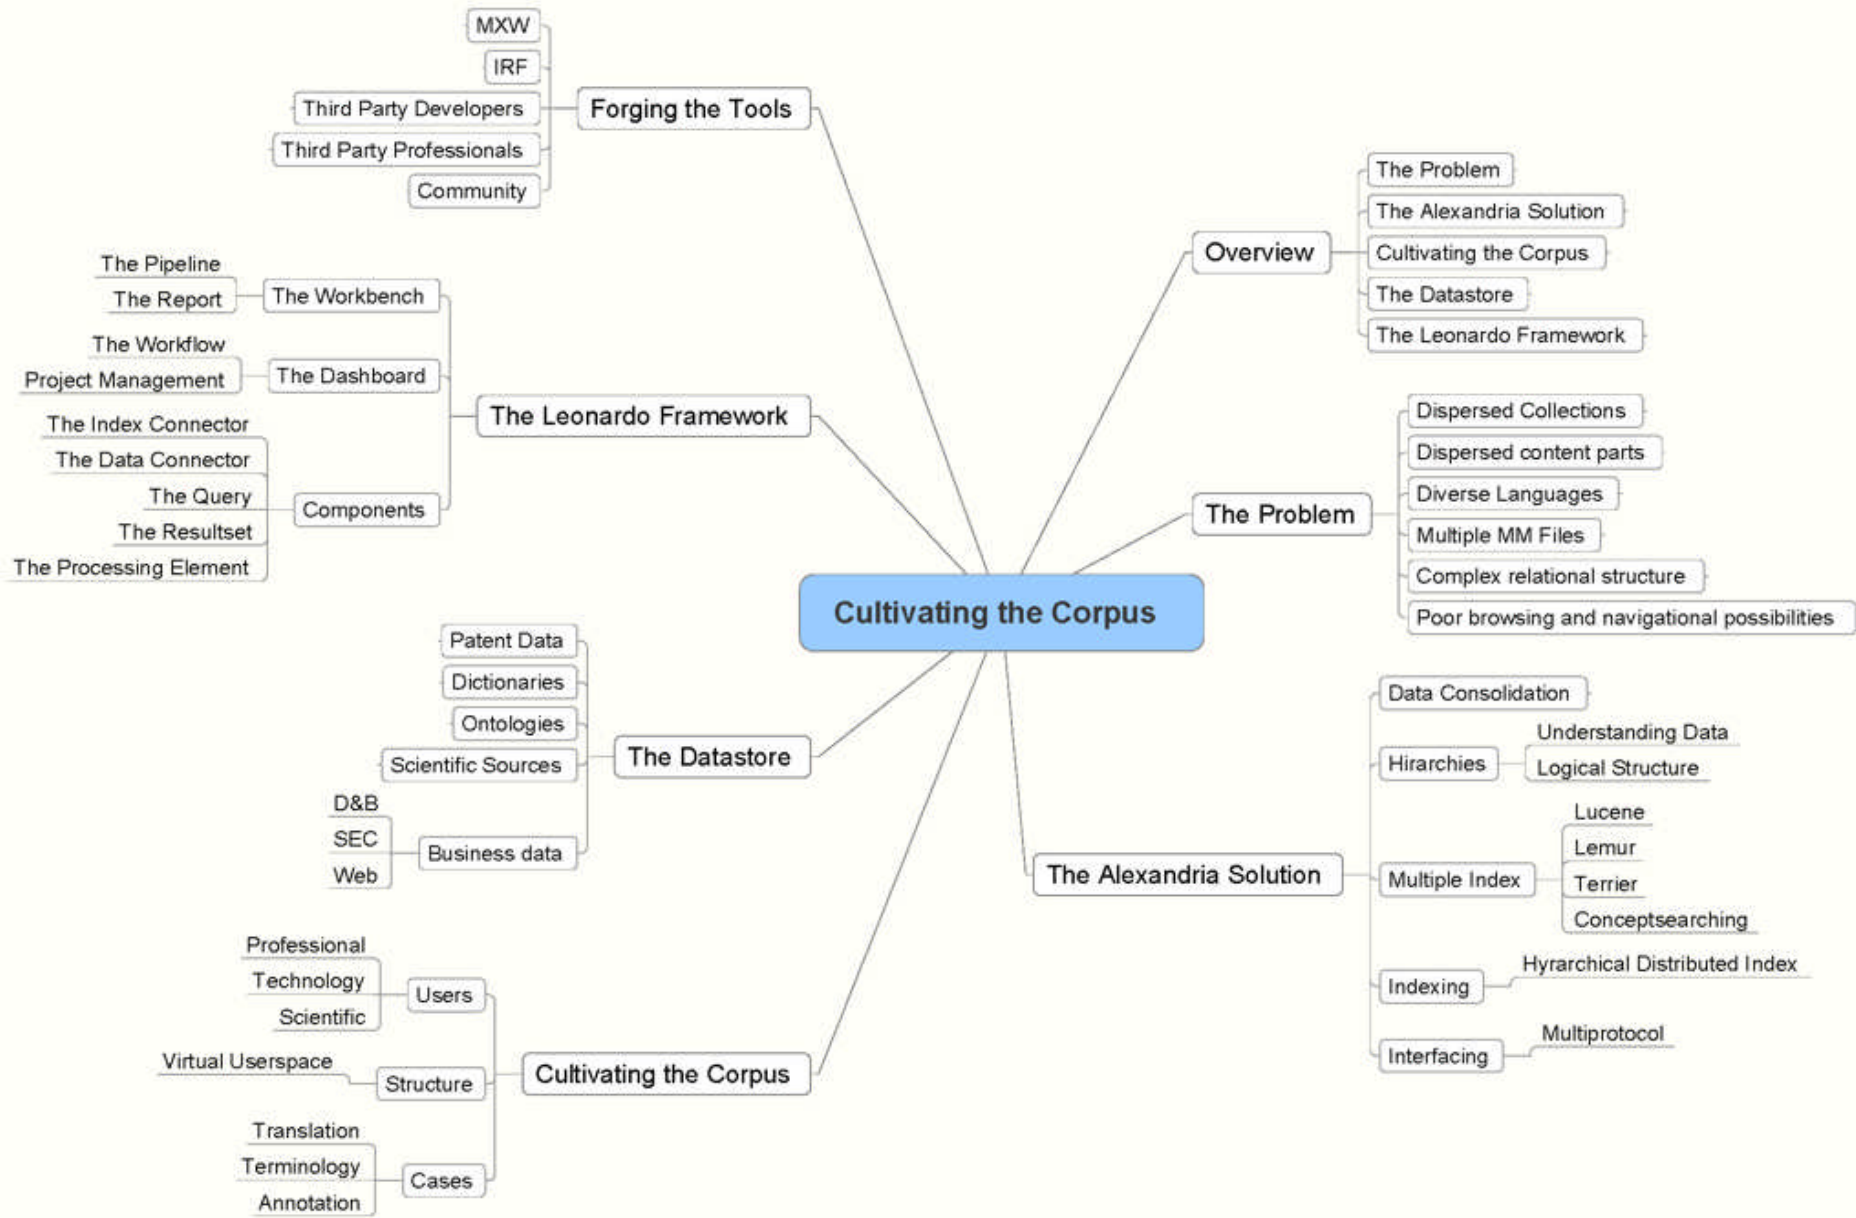 Cultivating the Corpus
Overview
The Problem
The Alexandria Solution
Cultivating the Corpus
The Datastore
The Leonardo Framework
The Problem
Dispersed Collections
Dispersed content parts
Diverse Languages
Multiple MM Files
Complex relational structure
Poor browsing and navigational possibilities
The Alexandria Solution
Data Consolidation
Hirarchies
Understanding Data
Logical Structure
Multiple Index
Lucene
Lemur
Terrier
Conceptsearching
Indexing
Hyrarchical Distributed Index
Interfacing
Multiprotocol
Cultivating the Corpus
Users
Professional
Technology
Scientific
Structure
Virtual Userspace
Cases
Translation
Terminology
Annotation
The Datastore
Patent Data
Dictionaries
Ontologies
Scientific Sources
Business data
D&B
SEC
Web
The Leonardo Framework
The Workbench
The Pipeline
The Report
The Dashboard
The Workflow
Project Management
Components
The Index Connector
The Data Connector
The Query
The Resultset
The Processing Element
Forging the Tools
MXW
IRF
Third Party Developers
Third Party Professionals
Community